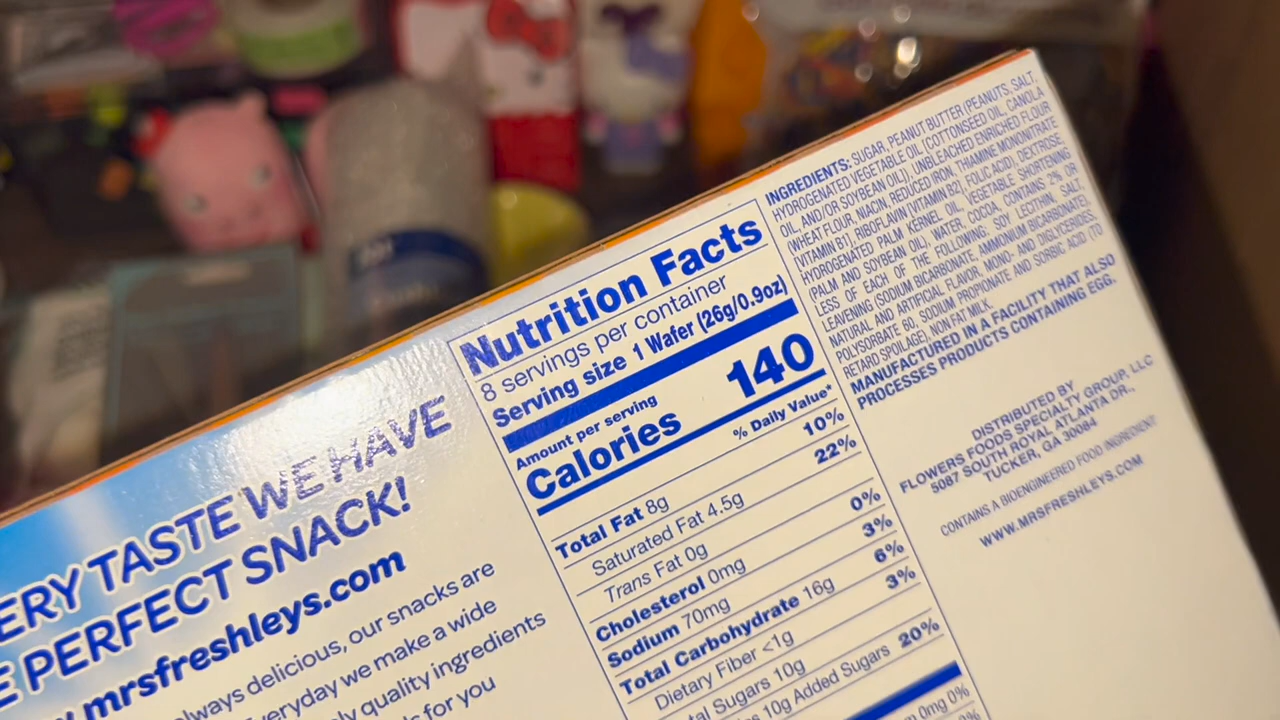 ERY TASTE WE HAVE
E PERFECT SNACK!
mrsfreshleys.com
always delicious, our snacks are
everyday we make a wide
ly quality ingredients
for you
Nutrition Facts
8 servings per container
Serving size 1 Wafer (26g/0.9oz)
Amount per serving
Calories 140
% Daily Value*
Total Fat 8g 10%
Saturated Fat 4.5g 22%
Trans Fat 0g
Cholesterol 0mg 0%
Sodium 70mg 3%
Total Carbohydrate 16g 6%
Dietary Fiber <1g 3%
Sugars 10g
10g Added Sugars 20%
0mg 0%
0%
INGREDIENTS: SUGAR, PEANUT BUTTER (PEANUTS, SALT,
HYDROGENATED VEGETABLE OIL [COTTONSEED OIL, CANOLA
OIL, AND/OR SOYBEAN OIL]), UNBLEACHED ENRICHED FLOUR
(WHEAT FLOUR, NIACIN, REDUCED IRON, THIAMINE MONONITRATE
[VITAMIN B1], RIBOFLAVIN [VITAMIN B2], FOLIC ACID), DEXTROSE,
HYDROGENATED PALM KERNEL OIL, VEGETABLE SHORTENING
(PALM AND SOYBEAN OIL), WATER, COCOA, CONTAINS 2% OR
LESS OF EACH OF THE FOLLOWING: SOY LECITHIN, SALT,
LEAVENING (SODIUM BICARBONATE, AMMONIUM BICARBONATE),
NATURAL AND ARTIFICIAL FLAVOR, MONO- AND DIGLYCERIDES,
POLYSORBATE 60, SODIUM PROPIONATE AND SORBIC ACID (TO
RETARD SPOILAGE), NON FAT MILK.
MANUFACTURED IN A FACILITY THAT ALSO
PROCESSES PRODUCTS CONTAINING EGG.
DISTRIBUTED BY
FLOWERS FOODS SPECIALTY GROUP, LLC
5087 SOUTH ROYAL ATLANTA DR.,
TUCKER, GA 30084
CONTAINS A BIOENGINEERED FOOD INGREDIENT
WWW.MRSFRESHLEYS.COM